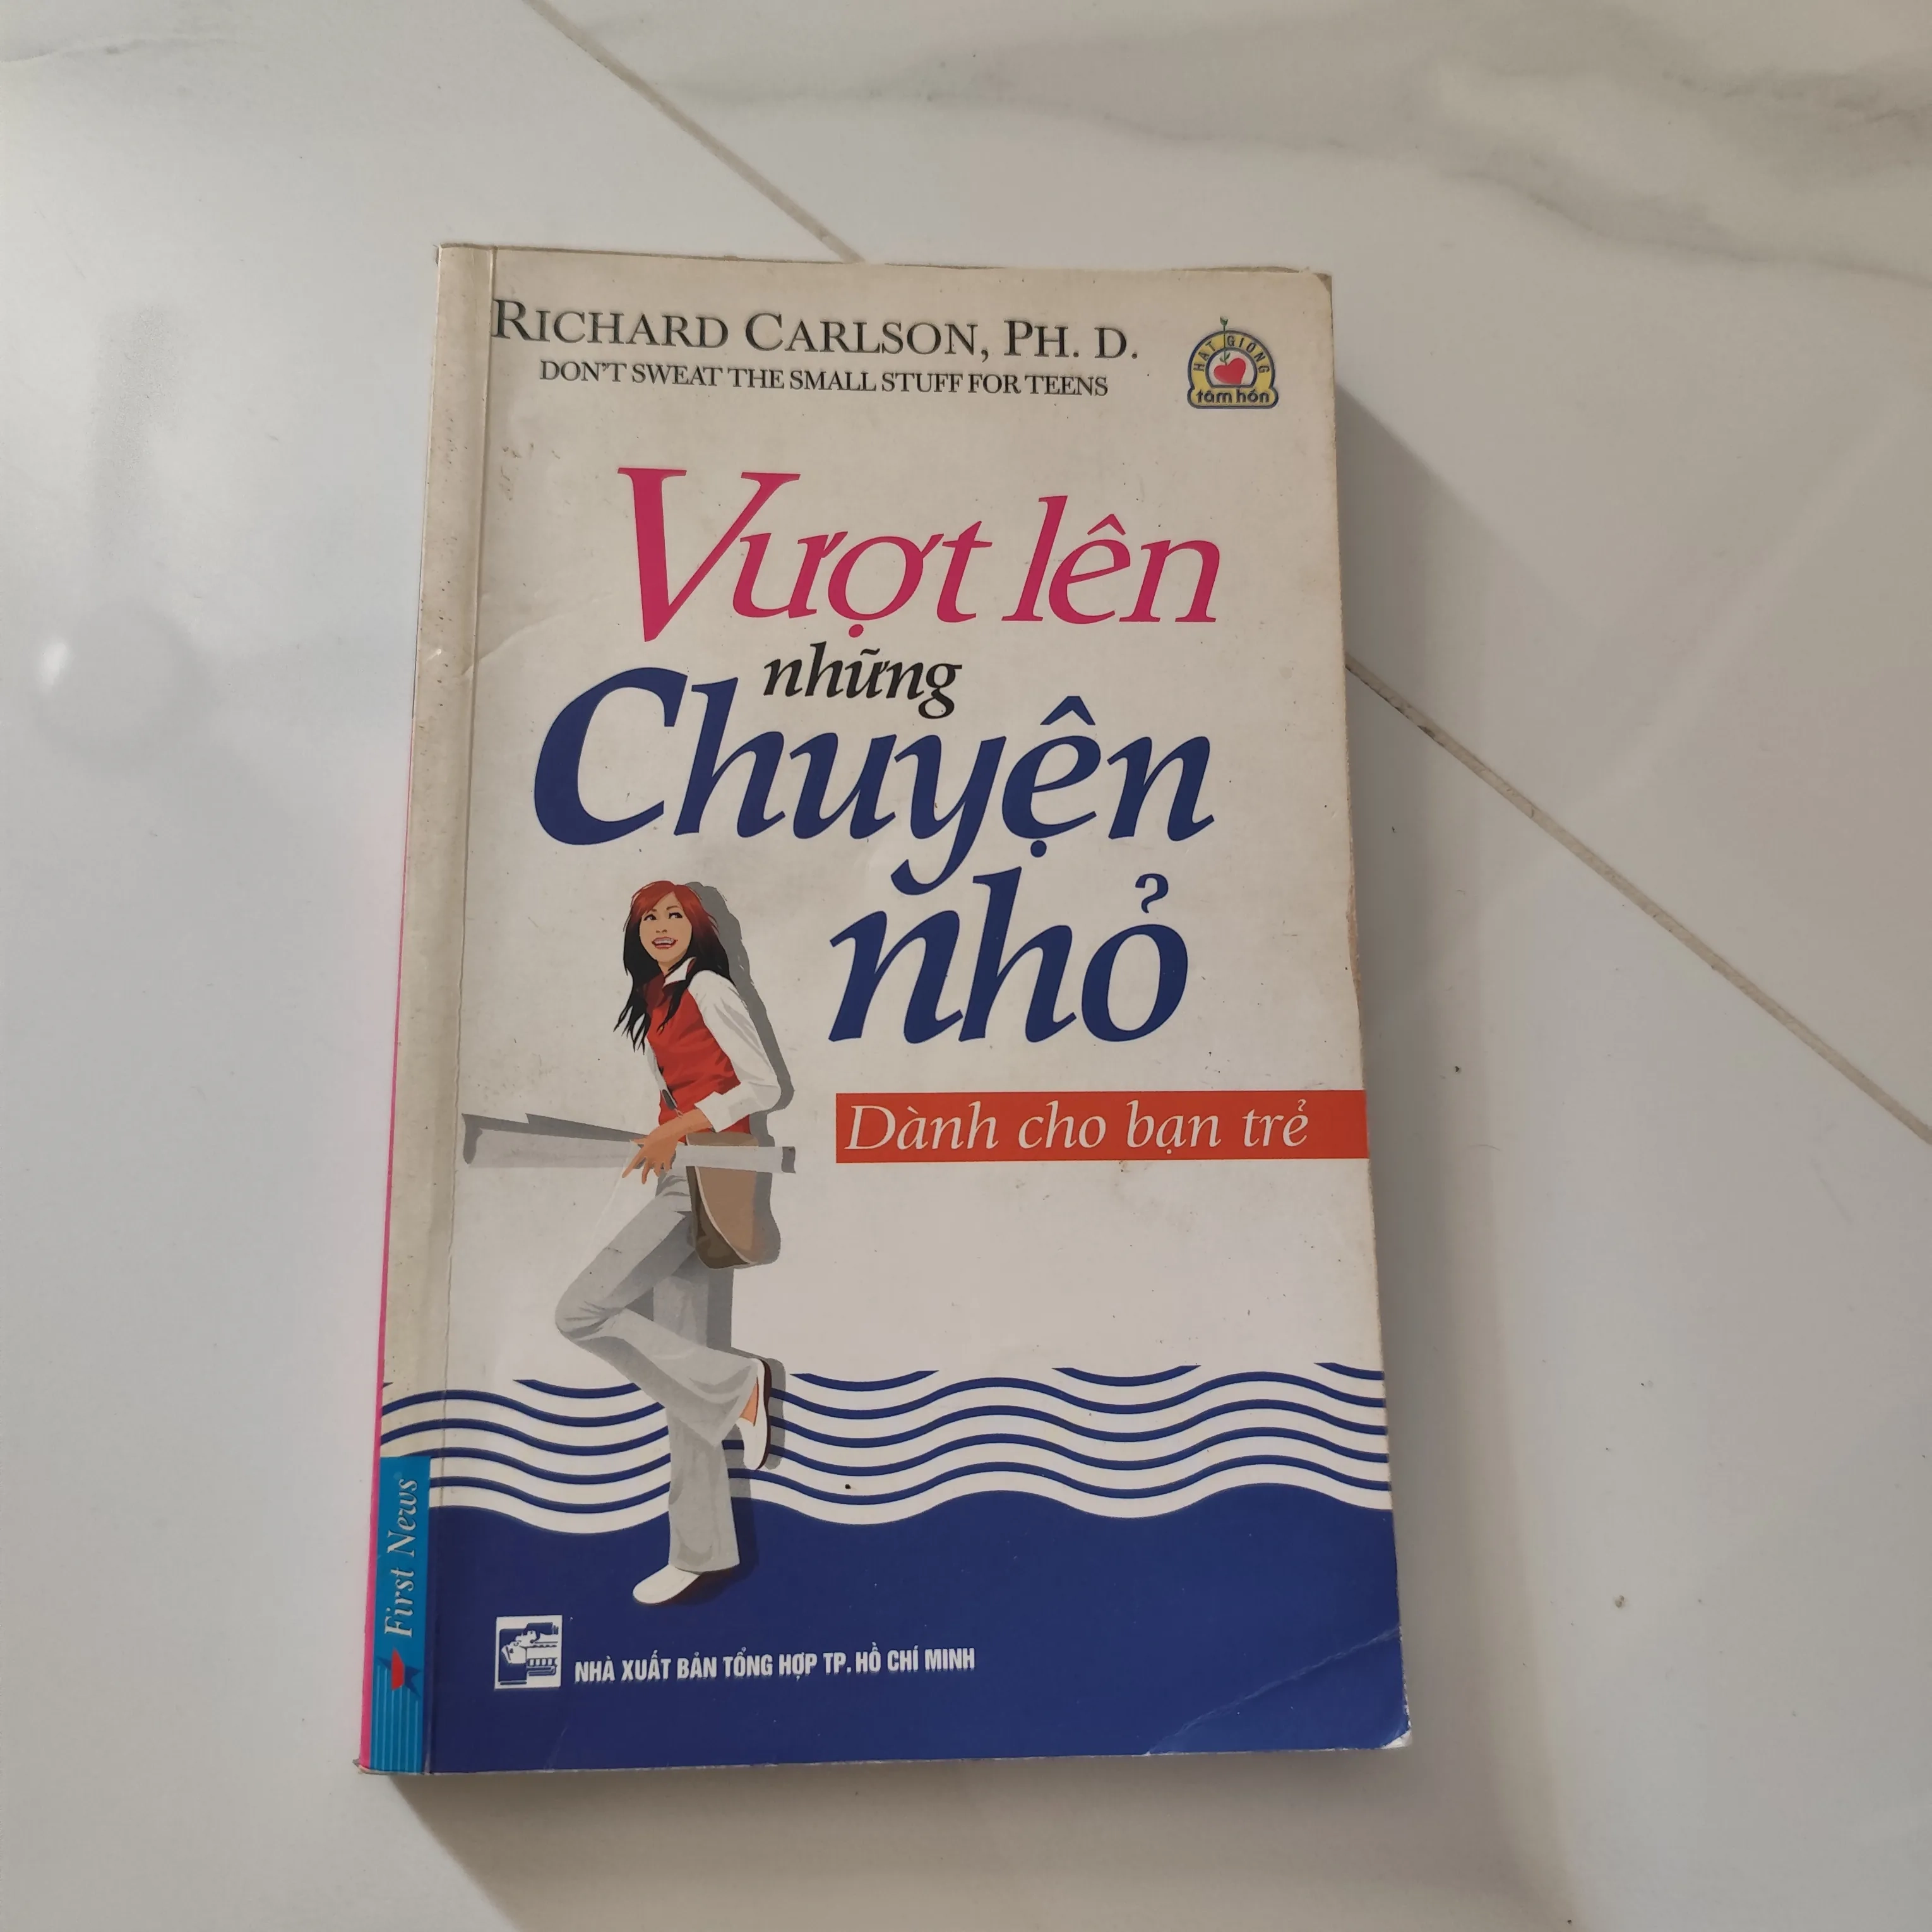 RICHARD CARLSON, PH. D.
DON'T SWEAT THE SMALL STUFF FOR TEENS
HẠT GIỐNG
tâm hồn
Vượt lên
những
Chuyện
nhỏ
Dành cho bạn trẻ
First News
NHÀ XUẤT BẢN TỔNG HỢP TP. HỒ CHÍ MINH